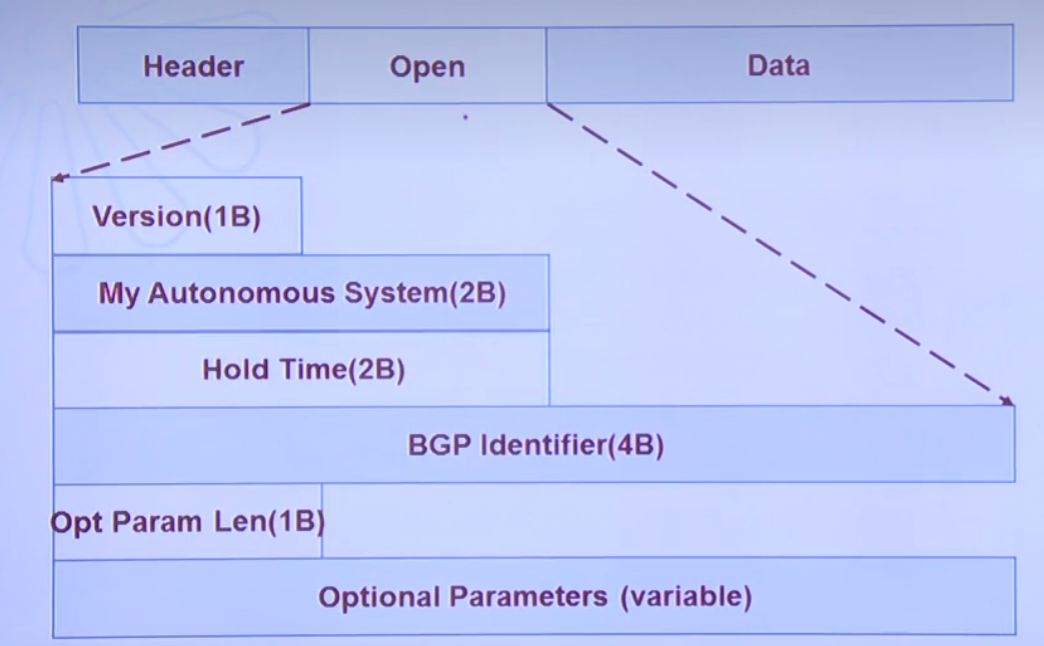 Header
Open
Data
Version(1B)
My Autonomous System(2B)
Hold Time(2B)
BGP Identifier(4B)
Opt Param Len(1B)
Optional Parameters (variable)